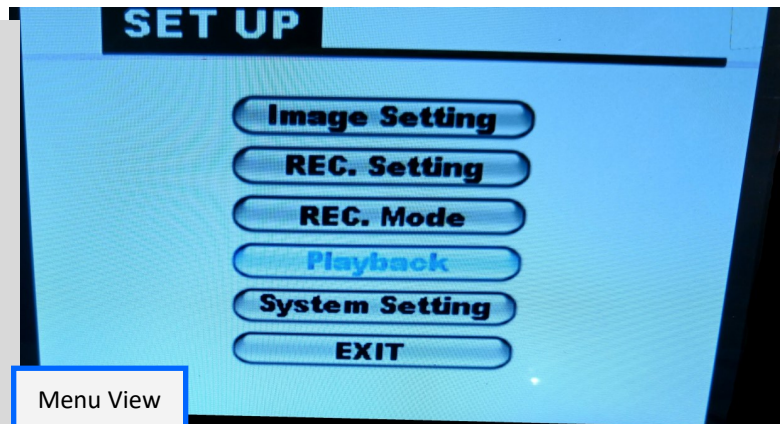 SET UP
Image Setting
REC. Setting
REC. Mode
Playback
System Setting
EXIT
Menu View